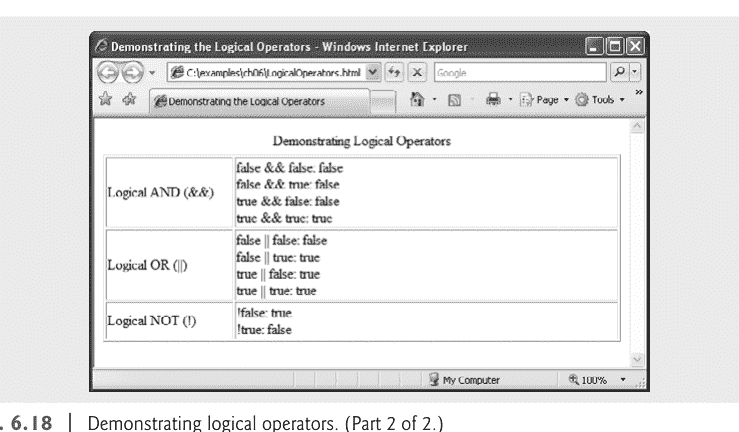 Demonstrating the Logical Operators - Windows Internet Explorer
C:\examples\ch06\LogicalOperators.html
Google
Demonstrating the Logical Operators
Page
Tools
Demonstrating Logical Operators
Logical AND (&&)
false && false: false
false && true: false
true && false: false
true && true: true
Logical OR (||)
false || false: false
false || true: true
true || false: true
true || true: true
Logical NOT (!)
!false: true
!true: false
My Computer
100%
. 6.18 | Demonstrating logical operators. (Part 2 of 2.)